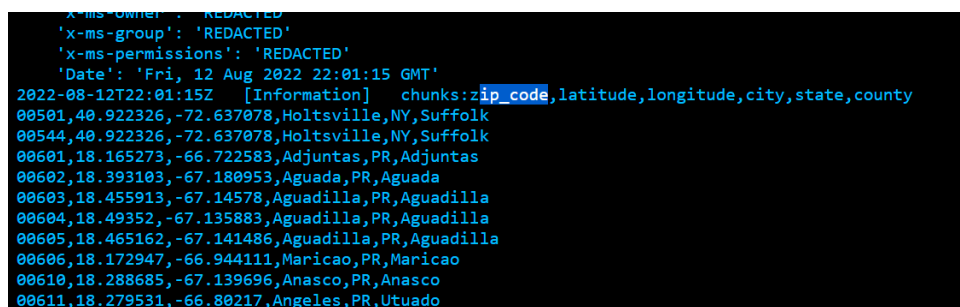 'x-ms-owner': 'REDACTED'
'x-ms-group': 'REDACTED'
'x-ms-permissions': 'REDACTED'
'Date': 'Fri, 12 Aug 2022 22:01:15 GMT'
2022-08-12T22:01:15Z [Information] chunks:zip_code,latitude,longitude,city,state,county
00501,40.922326,-72.637078,Holtsville,NY,Suffolk
00544,40.922326,-72.637078,Holtsville,NY,Suffolk
00601,18.165273,-66.722583,Adjuntas,PR,Adjuntas
00602,18.393103,-67.180953,Aguada,PR,Aguada
00603,18.455913,-67.14578,Aguadilla,PR,Aguadilla
00604,18.49352,-67.135883,Aguadilla,PR,Aguadilla
00605,18.465162,-67.141486,Aguadilla,PR,Aguadilla
00606,18.172947,-66.944111,Maricao,PR,Maricao
00610,18.288685,-67.139696,Anasco,PR,Anasco
00611,18.279531,-66.80217,Angeles,PR,Utuado